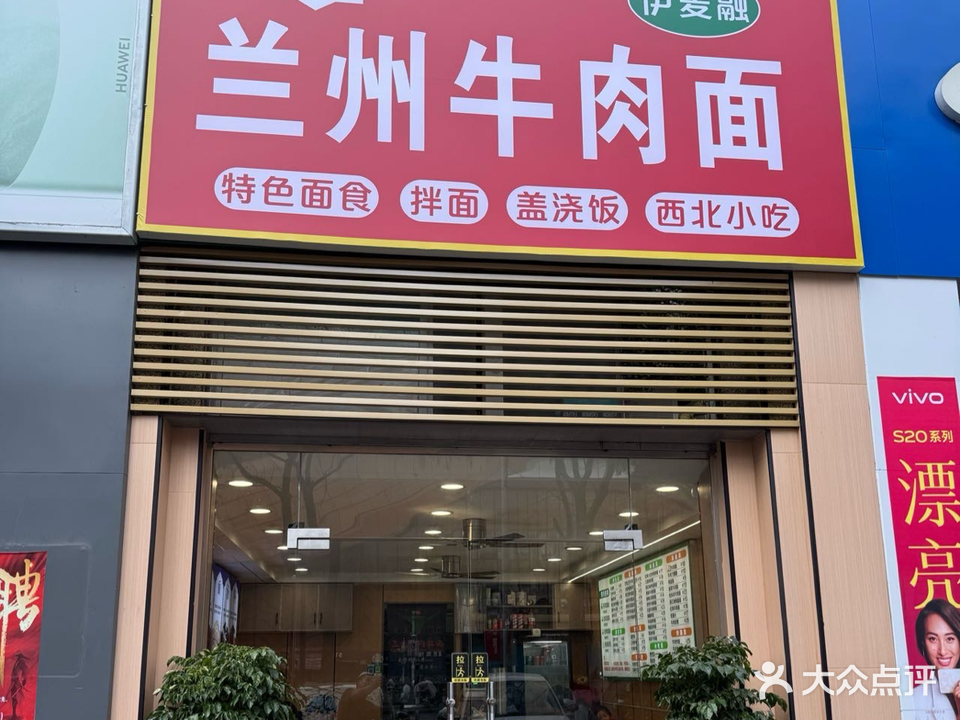 伊麦融
HUAWEI
兰州牛肉面
特色面食 拌面 盖浇饭 西北小吃
vivo
S20系列
漂亮
聘
拉 拉
大众点评